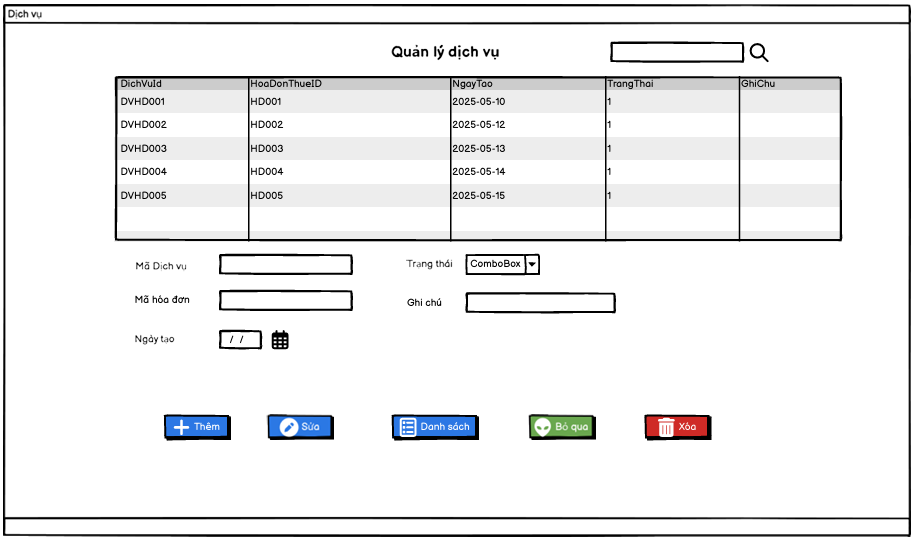 Dịch vụ
Quản lý dịch vụ
DichVuId HoaDonThueID NgayTao TrangThai GhiChu
DVHD001 HD001 2025-05-10 1
DVHD002 HD002 2025-05-12 1
DVHD003 HD003 2025-05-13 1
DVHD004 HD004 2025-05-14 1
DVHD005 HD005 2025-05-15 1
Mã Dịch vụ Trạng thái ComboBox
Mã hóa đơn Ghi chú
Ngày tạo / /
Thêm Sửa Danh sách Bỏ qua Xóa